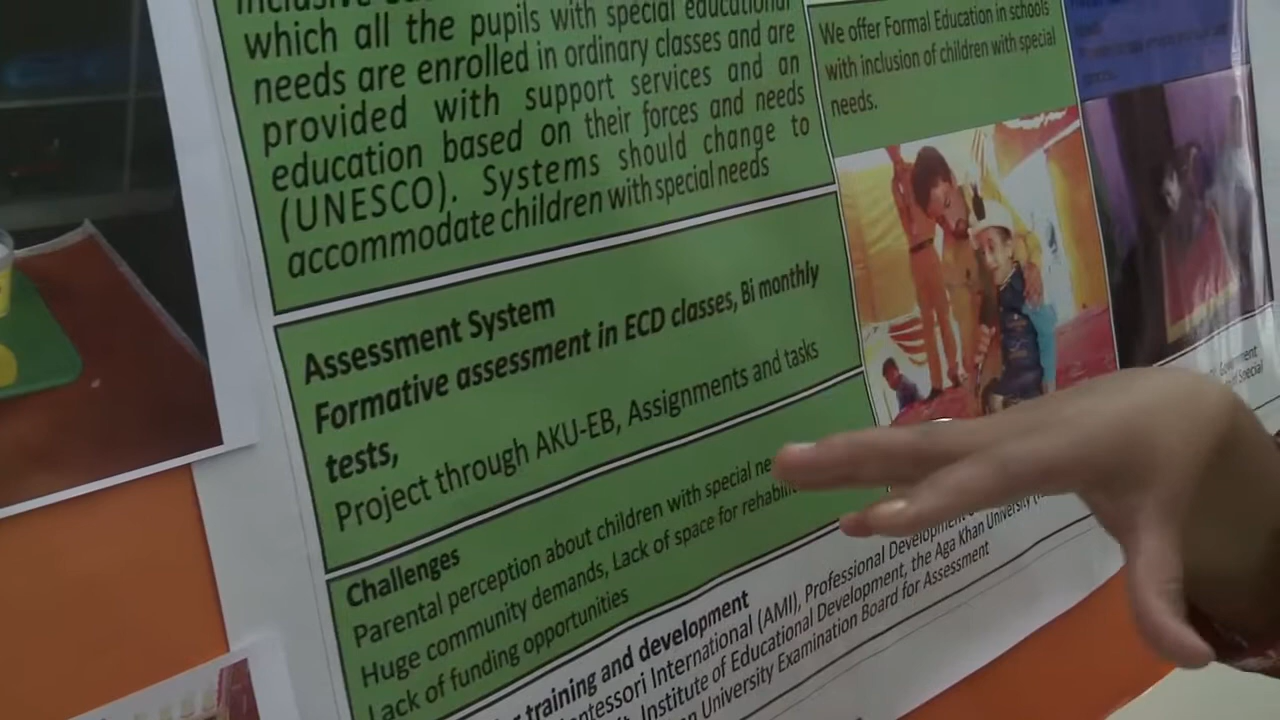 which all the pupils with special educational
needs are enrolled in ordinary classes and are
provided with support services and an
education based on their forces and needs
(UNESCO). Systems should change to
accommodate children with special needs
Assessment System
Formative assessment in ECD classes, Bi monthly
tests,
Project through AKU-EB, Assignments and tasks
Challenges
Parental perception about children with special
Huge community demands, Lack of space for
Lack of funding opportunities
training and development
International (AMI), Professional Development
Institute of Educational Development, the Aga Khan University
University Examination Board for Assessment
We offer Formal Education in schools
with inclusion of children with special
needs.
Government
Special